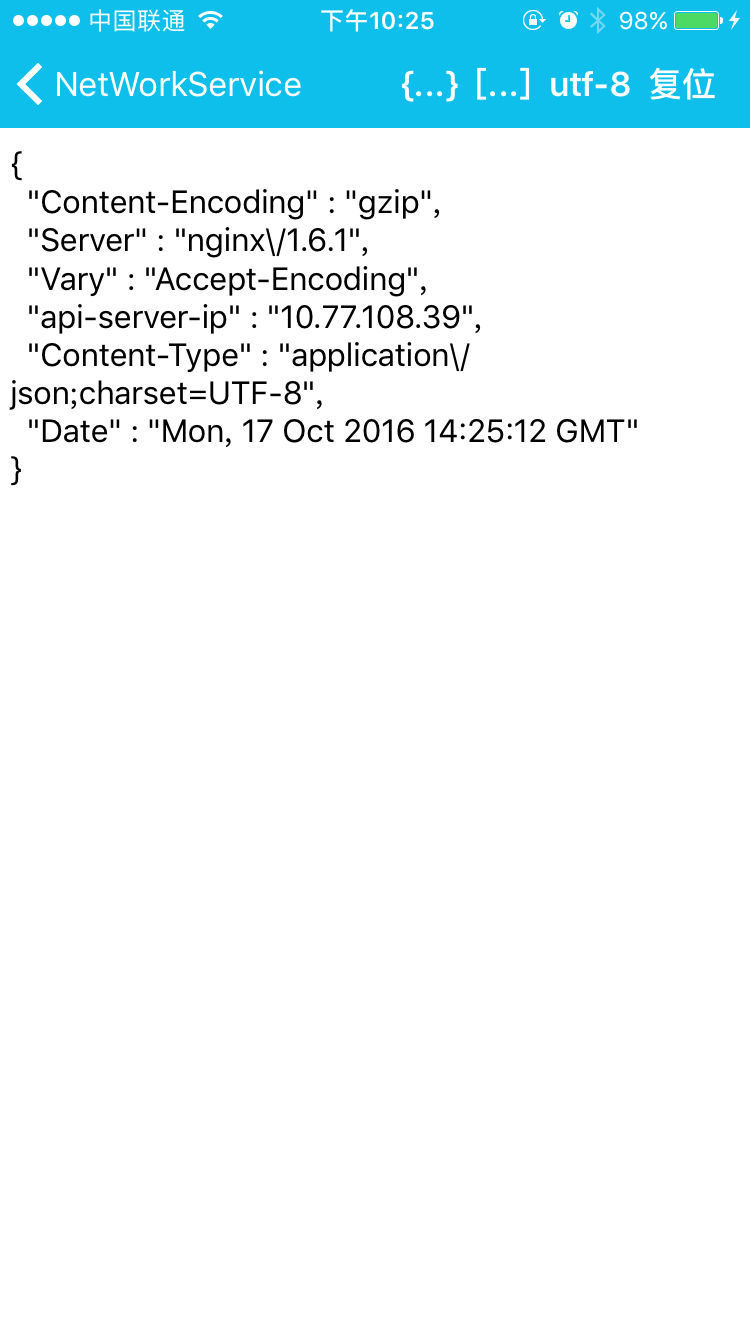 中国联通 下午10:25 98%
NetWorkService {...} [...] utf-8 复位
{
"Content-Encoding" : "gzip",
"Server" : "nginx\/1.6.1",
"Vary" : "Accept-Encoding",
"api-server-ip" : "10.77.108.39",
"Content-Type" : "application\/
json;charset=UTF-8",
"Date" : "Mon, 17 Oct 2016 14:25:12 GMT"
}